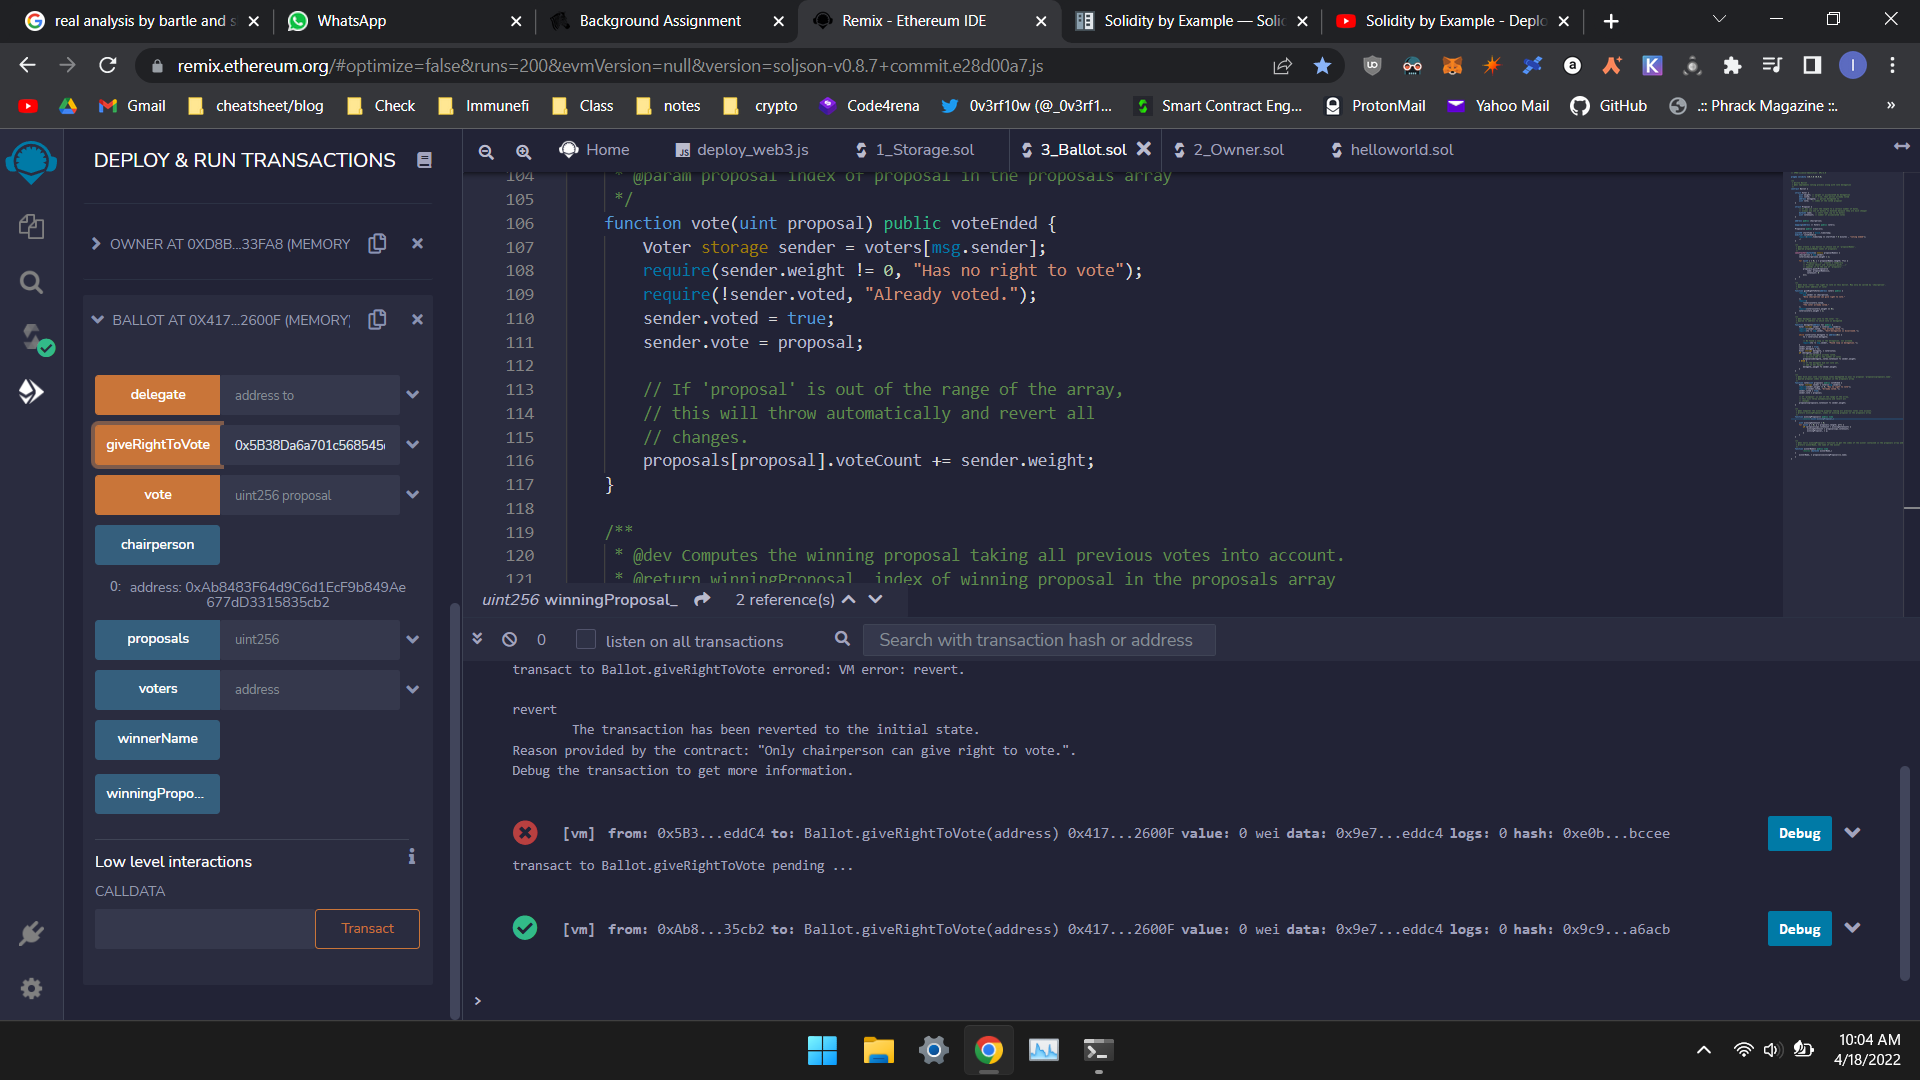 real analysis by bartle and s
WhatsApp
Background Assignment
Remix - Ethereum IDE
Solidity by Example — Solic
Solidity by Example - Deplo
remix.ethereum.org/#optimize=false&runs=200&evmVersion=null&version=soljson-v0.8.7+commit.e28d00a7.js
Gmail
cheatsheet/blog
Check
Immunefi
Class
notes
crypto
Code4rena
0v3rf10w (@_0v3rf1...
Smart Contract Eng...
ProtonMail
Yahoo Mail
GitHub
.:: Phrack Magazine ::.
»
DEPLOY & RUN TRANSACTIONS
OWNER AT 0XD8B...33FA8 (MEMORY
BALLOT AT 0X417...2600F (MEMORY)
delegate
address to
giveRightToVote
0x5B38Da6a701c568545
vote
uint256 proposal
chairperson
0: address: 0xAb8483F64d9C6d1EcF9b849Ae
677dD3315835cb2
proposals
uint256
voters
address
winnerName
winningPropo...
Low level interactions
CALLDATA
Transact
Home
deploy_web3.js
1_Storage.sol
3_Ballot.sol
2_Owner.sol
helloworld.sol
104 * @param proposal index of proposal in the proposals array
105 */
106 function vote(uint proposal) public voteEnded {
107 Voter storage sender = voters[msg.sender];
108 require(sender.weight != 0, "Has no right to vote");
109 require(!sender.voted, "Already voted.");
110 sender.voted = true;
111 sender.vote = proposal;
112
113 // If 'proposal' is out of the range of the array,
114 // this will throw automatically and revert all
115 // changes.
116 proposals[proposal].voteCount += sender.weight;
117 }
118
119 /**
120 * @dev Computes the winning proposal taking all previous votes into account.
121 * @return winningProposal_ index of winning proposal in the proposals array
uint256 winningProposal_ 2 reference(s)
0 listen on all transactions
Search with transaction hash or address
transact to Ballot.giveRightToVote errored: VM error: revert.
revert
The transaction has been reverted to the initial state.
Reason provided by the contract: "Only chairperson can give right to vote.".
Debug the transaction to get more information.
[vm] from: 0x5B3...eddC4 to: Ballot.giveRightToVote(address) 0x417...2600F value: 0 wei data: 0x9e7...eddc4 logs: 0 hash: 0xe0b...bccee
Debug
transact to Ballot.giveRightToVote pending ...
[vm] from: 0xAb8...35cb2 to: Ballot.giveRightToVote(address) 0x417...2600F value: 0 wei data: 0x9e7...eddc4 logs: 0 hash: 0x9c9...a6acb
Debug
>
10:04 AM
4/18/2022